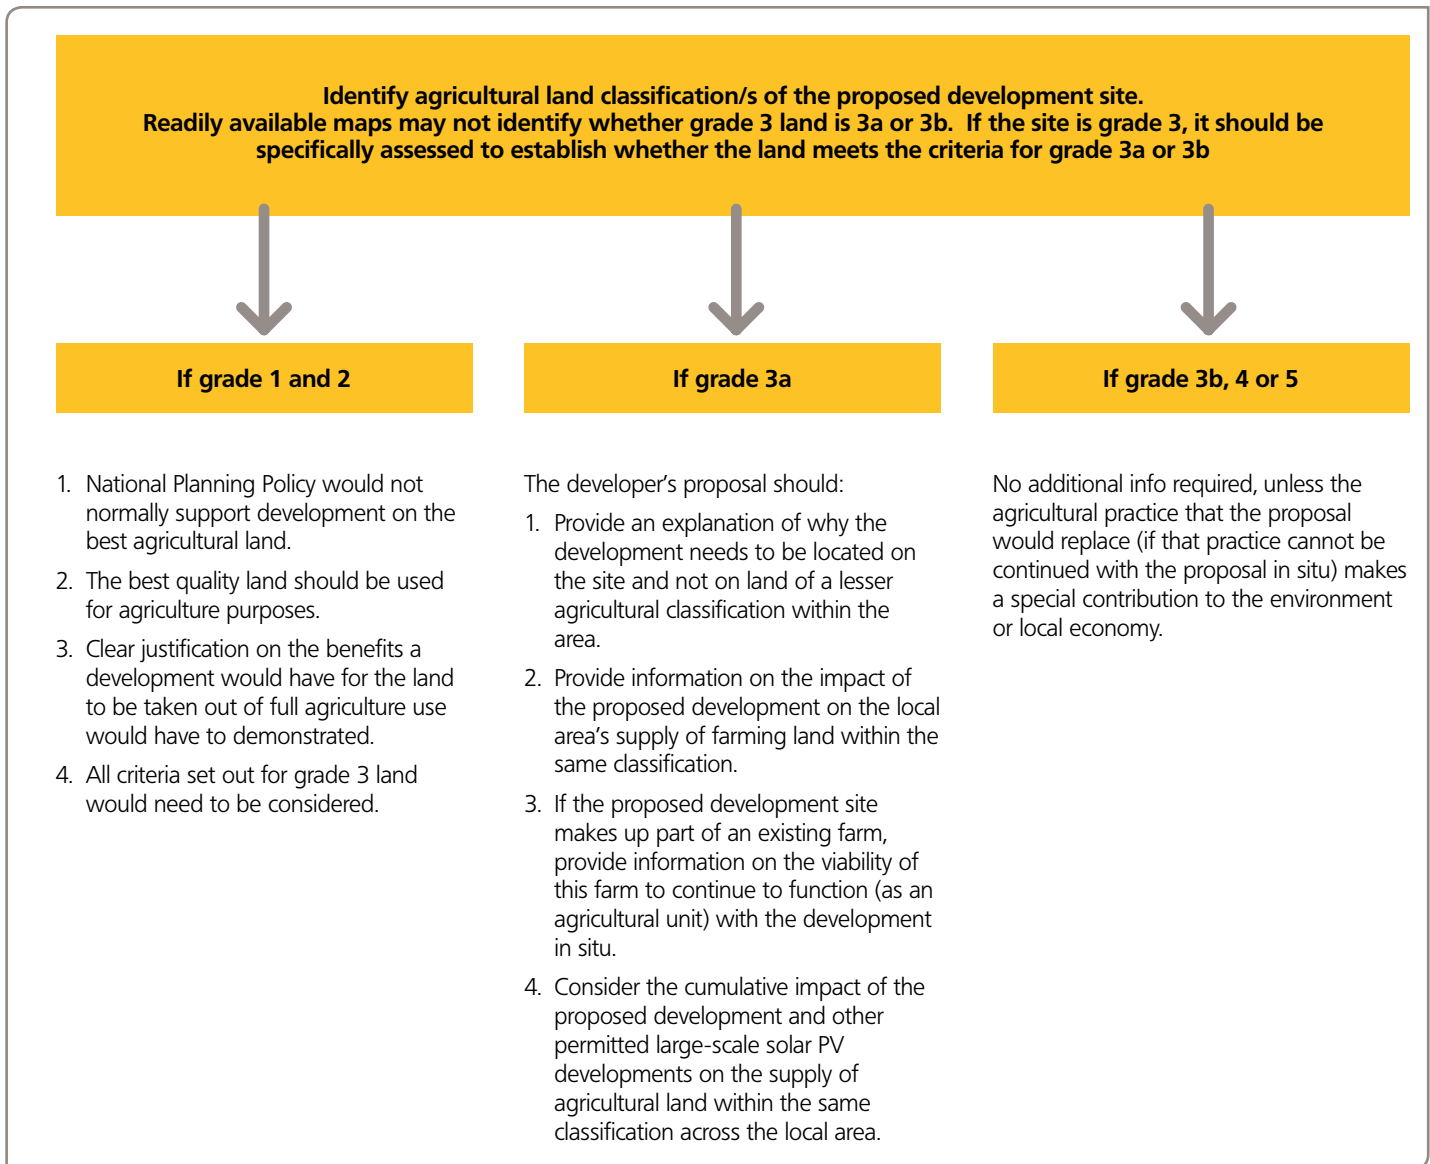 Identify agricultural land classification/s of the proposed development site.
Readily available maps may not identify whether grade 3 land is 3a or 3b.  If the site is grade 3, it should be
specifically assessed to establish whether the land meets the criteria for grade 3a or 3b
If grade 1 and 2
1. National Planning Policy would not
normally support development on the
best agricultural land.
2. The best quality land should be used
for agriculture purposes.
3. Clear justification on the benefits a
development would have for the land
to be taken out of full agriculture use
would have to demonstrated.
4. All criteria set out for grade 3 land
would need to be considered.
If grade 3a
The developer’s proposal should:
1. Provide an explanation of why the
development needs to be located on
the site and not on land of a lesser
agricultural classification within the
area.
2. Provide information on the impact of
the proposed development on the local
area’s supply of farming land within the
same classification.
3. If the proposed development site
makes up part of an existing farm,
provide information on the viability of
this farm to continue to function (as an
agricultural unit) with the development
in situ.
4. Consider the cumulative impact of the
proposed development and other
permitted large-scale solar PV
developments on the supply of
agricultural land within the same
classification across the local area.
If grade 3b, 4 or 5
No additional info required, unless the
agricultural practice that the proposal
would replace (if that practice cannot be
continued with the proposal in situ) makes
a special contribution to the environment
or local economy.